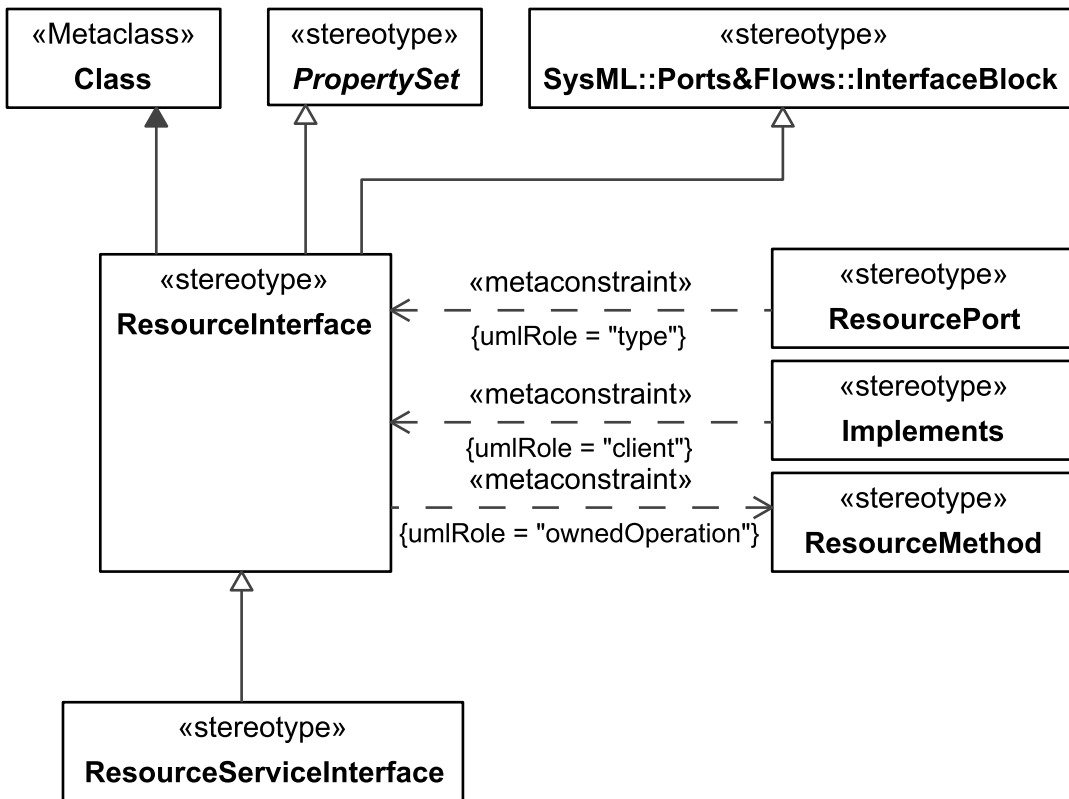 «Metaclass»
Class
«stereotype»
PropertySet
«stereotype»
SysML::Ports&Flows::InterfaceBlock
«stereotype»
ResourceInterface
«metaconstraint»
{umlRole = "type"}
«stereotype»
ResourcePort
«metaconstraint»
{umlRole = "client"}
«stereotype»
Implements
«metaconstraint»
{umlRole = "ownedOperation"}
«stereotype»
ResourceMethod
«stereotype»
ResourceServiceInterface